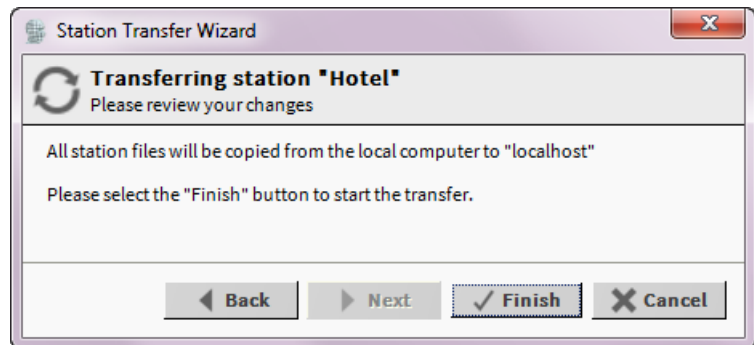 Station Transfer Wizard
Transferring station "Hotel"
Please review your changes
All station files will be copied from the local computer to "localhost"
Please select the "Finish" button to start the transfer.
Back Next Finish Cancel